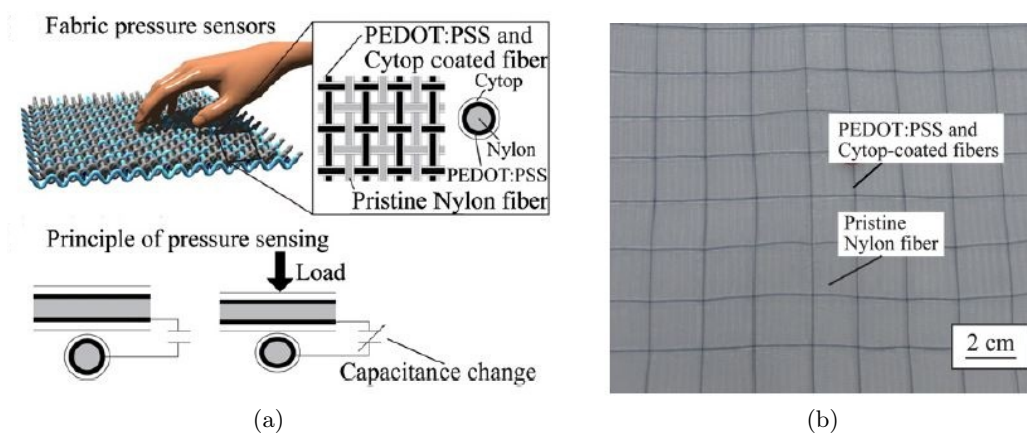 Fabric pressure sensors
PEDOT:PSS and
Cytop coated fiber
Cytop
Nylon
PEDOT:PSS
Pristine Nylon fiber
Principle of pressure sensing
Load
Capacitance change
(a)
PEDOT:PSS and
Cytop-coated fibers
Pristine
Nylon fiber
2 cm
(b)